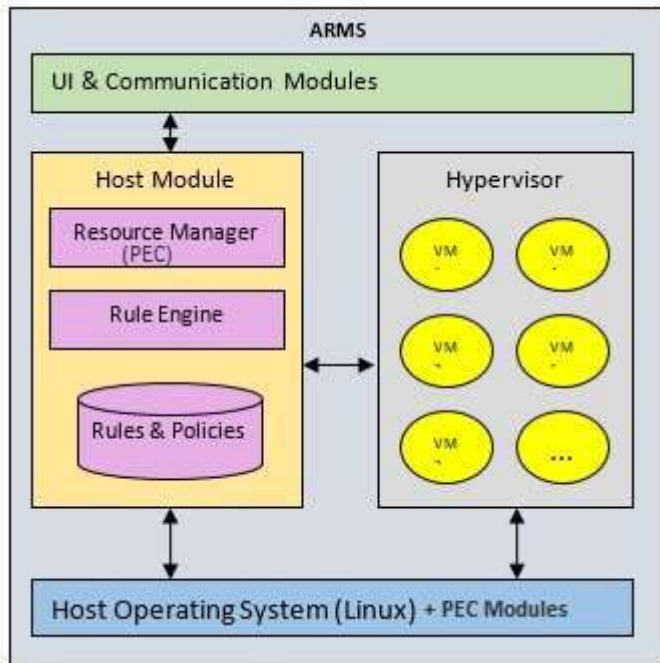 ARMS
UI & Communication Modules
Host Module
Resource Manager
(PEC)
Rule Engine
Rules & Policies
Hypervisor
VM
VM
VM
VM
VM
...
Host Operating System (Linux) + PEC Modules